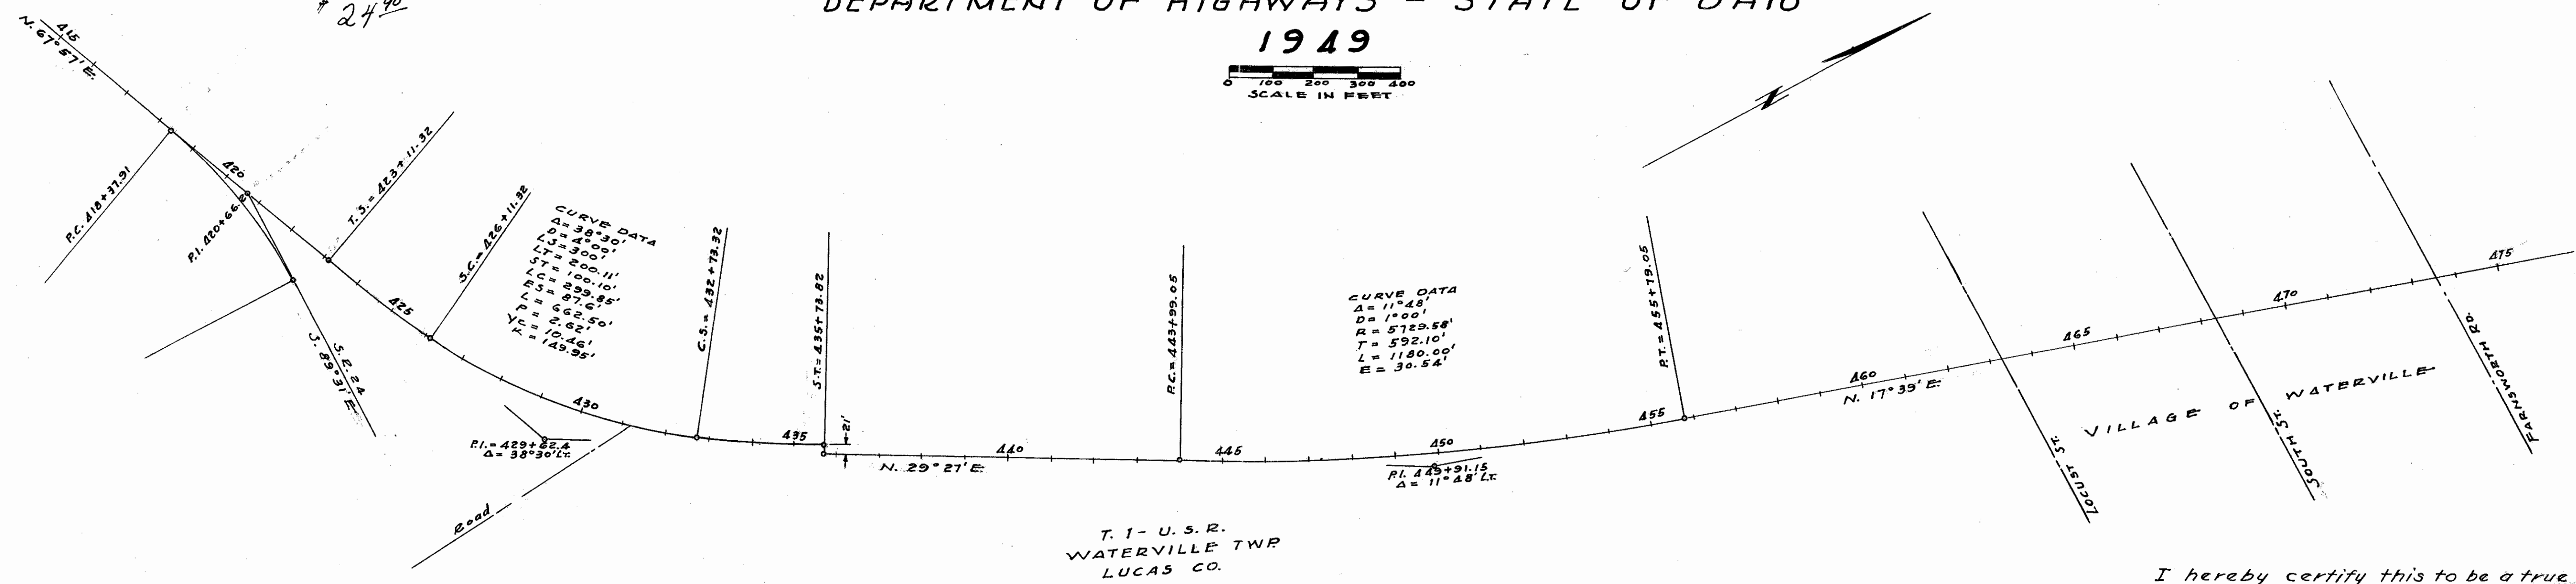 $ 24.90
DEPARTMENT OF HIGHWAYS - STATE OF OHIO
1949
0 100 200 300 400
SCALE IN FEET
N
415
N. 67°57' E.
P.C. 418+37.91
420
P.I. 420+66.2
T.S. = 423+11.32
S.R. 24
S. 89°31' E.
425
S.C. = 426+11.32
CURVE DATA
Δ = 38°30'
D = 4°00'
LS = 300'
LT = 200.11'
ST = 100.10'
LC = 299.85'
ES = 87.6'
L = 662.50'
P = 2.62'
YC = 10.46'
K = 149.95'
430
P.I. = 429+62.4
Δ = 38°30' LT.
Road
C.S. = 432+73.32
435
S.T. = 435+73.82
21'
N. 29°27' E.
440
P.C. = 443+99.05
445
CURVE DATA
Δ = 11°48'
D = 1°00'
R = 5729.58'
T = 592.10'
L = 1180.00'
E = 30.54'
450
P.I. 449+91.15
Δ = 11°48' LT.
455
P.T. = 455+79.05
460
N. 17°39' E.
465
470
475
LOCUST ST.
VILLAGE OF WATERVILLE
SOUTH ST.
FARNSWORTH RD.
T. 1 - U.S.R.
WATERVILLE TWP.
LUCAS CO.
I hereby certify this to be a true